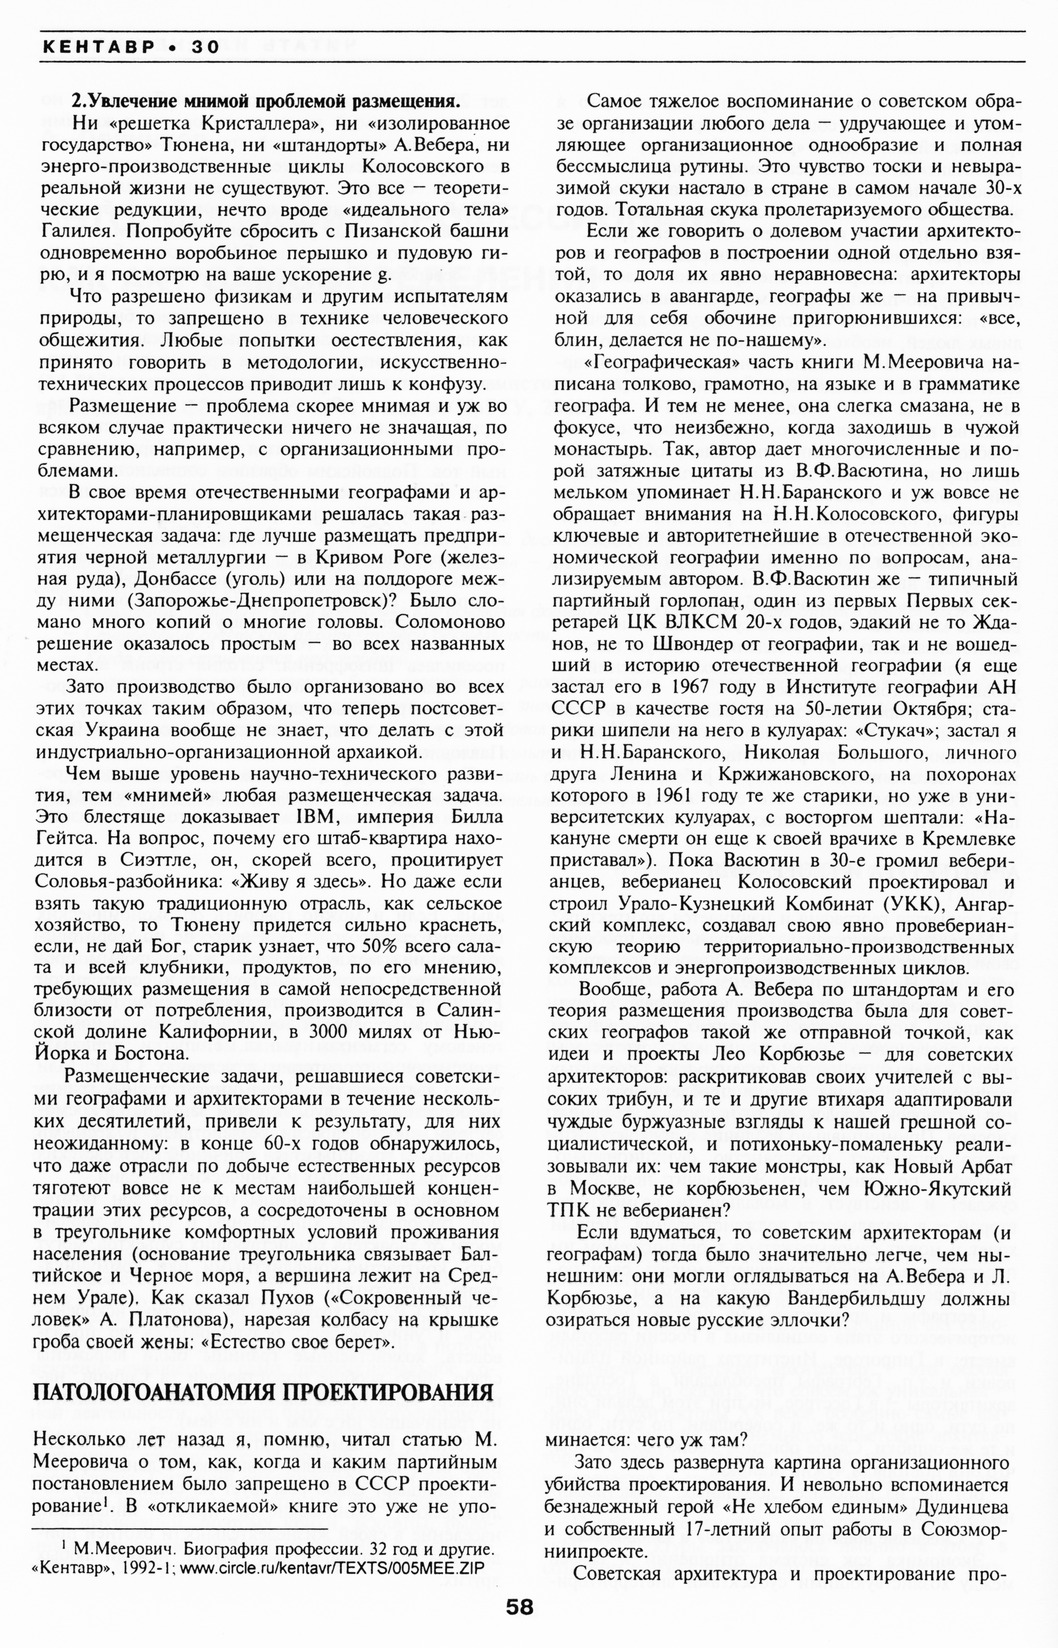 КЕНТАВР • 30
2.Увлечение мнимой проблемой размещения.
Ни «решетка Кристаллера», ни «изолированное
государство» Тюнена, ни «штандорты» А.Вебера, ни
энерго-производственные циклы Колосовского в
реальной жизни не существуют. Это все — теорети-
ческие редукции, нечто вроде «идеального тела»
Галилея. Попробуйте сбросить с Пизанской башни
одновременно воробьиное перышко и пудовую ги-
рю, и я посмотрю на ваше ускорение g.
Что разрешено физикам и другим испытателям
природы, то запрещено в технике человеческого
общежития. Любые попытки оестествления, как
принято говорить в методологии, искусственно-
технических процессов приводит лишь к конфузу.
Размещение — проблема скорее мнимая и уж во
всяком случае практически ничего не значащая, по
сравнению, например, с организационными про-
блемами.
В свое время отечественными географами и ар-
хитекторами-планировщиками решалась такая раз-
мещенческая задача: где лучше размещать предпри-
ятия черной металлургии — в Кривом Роге (желез-
ная руда), Донбассе (уголь) или на полдороге меж-
ду ними (Запорожье-Днепропетровск)? Было сло-
мано много копий о многие головы. Соломоново
решение оказалось простым — во всех названных
местах.
Зато производство было организовано во всех
этих точках таким образом, что теперь постсовет-
ская Украина вообще не знает, что делать с этой
индустриально-организационной архаикой.
Чем выше уровень научно-технического разви-
тия, тем «мнимей» любая размещенческая задача.
Это блестяще доказывает IBM, империя Билла
Гейтса. На вопрос, почему его штаб-квартира нахо-
дится в Сиэттле, он, скорей всего, процитирует
Соловья-разбойника: «Живу я здесь». Но даже если
взять такую традиционную отрасль, как сельское
хозяйство, то Тюнену придется сильно краснеть,
если, не дай Бог, старик узнает, что 50% всего сала-
та и всей клубники, продуктов, по его мнению,
требующих размещения в самой непосредственной
близости от потребления, производится в Салин-
ской долине Калифорнии, в 3000 милях от Нью-
Йорка и Бостона.
Размещенческие задачи, решавшиеся советски-
ми географами и архитекторами в течение несколь-
ких десятилетий, привели к результату, для них
неожиданному: в конце 60-х годов обнаружилось,
что даже отрасли по добыче естественных ресурсов
тяготеют вовсе не к местам наибольшей концен-
трации этих ресурсов, а сосредоточены в основном
в треугольнике комфортных условий проживания
населения (основание треугольника связывает Бал-
тийское и Черное моря, а вершина лежит на Сред-
нем Урале). Как сказал Пухов («Сокровенный че-
ловек» А. Платонова), нарезая колбасу на крышке
гроба своей жены: «Естество свое берет».
Самое тяжелое воспоминание о советском обра-
зе организации любого дела — удручающее и утом-
ляющее организационное однообразие и полная
бессмыслица рутины. Это чувство тоски и невыра-
зимой скуки настало в стране в самом начале 30-х
годов. Тотальная скука пролетаризуемого общества.
Если же говорить о долевом участии архитекто-
ров и географов в построении одной отдельно взя-
той, то доля их явно неравновесна: архитекторы
оказались в авангарде, географы же — на привыч-
ной для себя обочине пригорюнившихся: «все,
блин, делается не по-нашему».
«Географическая» часть книги М.Мееровича на-
писана толково, грамотно, на языке и в грамматике
географа. И тем не менее, она слегка смазана, не в
фокусе, что неизбежно, когда заходишь в чужой
монастырь. Так, автор дает многочисленные и по-
рой затяжные цитаты из В.Ф.Васютина, но лишь
мельком упоминает Н.Н.Баранского и уж вовсе не
обращает внимания на Н.Н.Колосовского, фигуры
ключевые и авторитетнейшие в отечественной эко-
номической географии именно по вопросам, ана-
лизируемым автором. В.Ф.Васютин же — типичный
партийный горлопан, один из первых Первых сек-
ретарей ЦК ВЛКСМ 20-х годов, эдакий не то Жда-
нов, не то Швондер от географии, так и не вошед-
ший в историю отечественной географии (я еще
застал его в 1967 году в Институте географии АН
СССР в качестве гостя на 50-летии Октября; ста-
рики шипели на него в кулуарах: «Стукач»; застал я
и Н.Н.Баранского, Николая Большого, личного
друга Ленина и Кржижановского, на похоронах
которого в 1961 году те же старики, но уже в уни-
верситетских кулуарах, с восторгом шептали: «На-
кануне смерти он еще к своей врачихе в Кремлевке
приставал»). Пока Васютин в 30-е громил вебери-
анцев, веберианец Колосовский проектировал и
строил Урало-Кузнецкий Комбинат (УКК), Ангар-
ский комплекс, создавал свою явно провебериан-
скую теорию территориально-производственных
комплексов и энергопроизводственных циклов.
Вообще, работа А. Вебера по штандортам и его
теория размещения производства была для совет-
ских географов такой же отправной точкой, как
идеи и проекты Лео Корбюзье — для советских
архитекторов: раскритиковав своих учителей с вы-
соких трибун, и те и другие втихаря адаптировали
чуждые буржуазные взгляды к нашей грешной со-
циалистической, и потихоньку-помаленьку реали-
зовывали их: чем такие монстры, как Новый Арбат
в Москве, не корбюзьенен, чем Южно-Якутский
ТПК не веберианен?
Если вдуматься, то советским архитекторам (и
географам) тогда было значительно легче, чем ны-
нешним: они могли оглядываться на А.Вебера и Л.
Корбюзье, а на какую Вандербильдшу должны
озираться новые русские эллочки?
ПАТОЛОГОАНАТОМИЯ ПРОЕКТИРОВАНИЯ
Несколько лет назад я, помню, читал статью М.
Мееровича о том, как, когда и каким партийным
постановлением было запрещено в СССР проекти-
рование¹. В «откликаемой» книге это уже не упо-
минается: чего уж там?
Зато здесь развернута картина организационного
убийства проектирования. И невольно вспоминается
безнадежный герой «Не хлебом единым» Дудинцева
и собственный 17-летний опыт работы в Союзмор-
ниипроекте.
Советская архитектура и проектирование про-
¹ М.Меерович. Биография профессии. 32 год и другие.
«Кентавр», 1992-1; www.circle.ru/kentavr/TEXTS/005MEE.ZIP
58